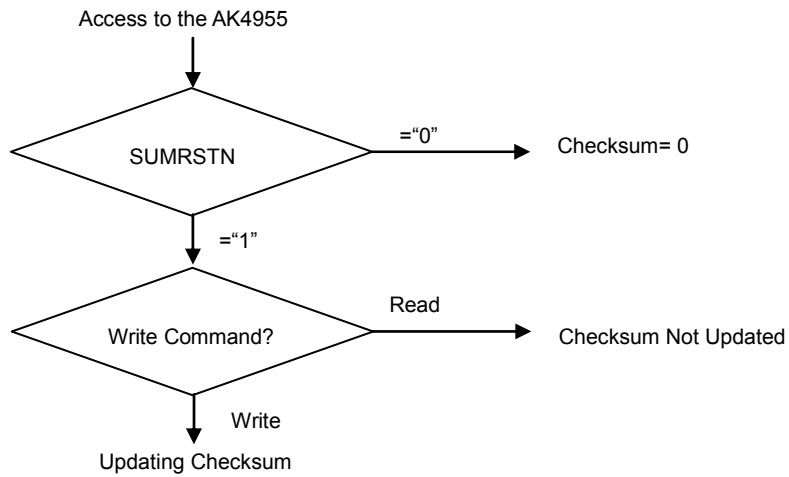 Access to the AK4955
SUMRSTN
=“0”
Checksum= 0
=“1”
Write Command?
Read
Checksum Not Updated
Write
Updating Checksum